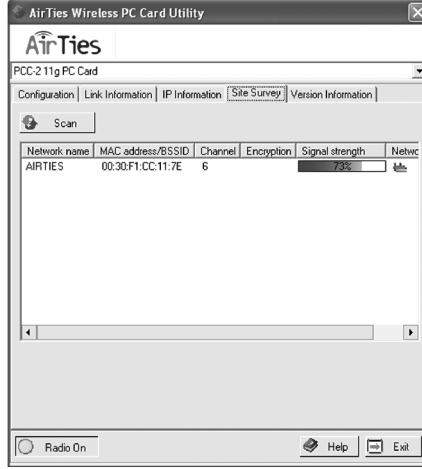 AirTies Wireless PC Card Utility
AirTies
PCC-2 11g PC Card
Configuration Link Information IP Information Site Survey Version Information
Scan
Network name MAC address/BSSID Channel Encryption Signal strength Netwo
AIRTIES 00:30:F1:CC:11:7E 6 73%
Radio On Help Exit